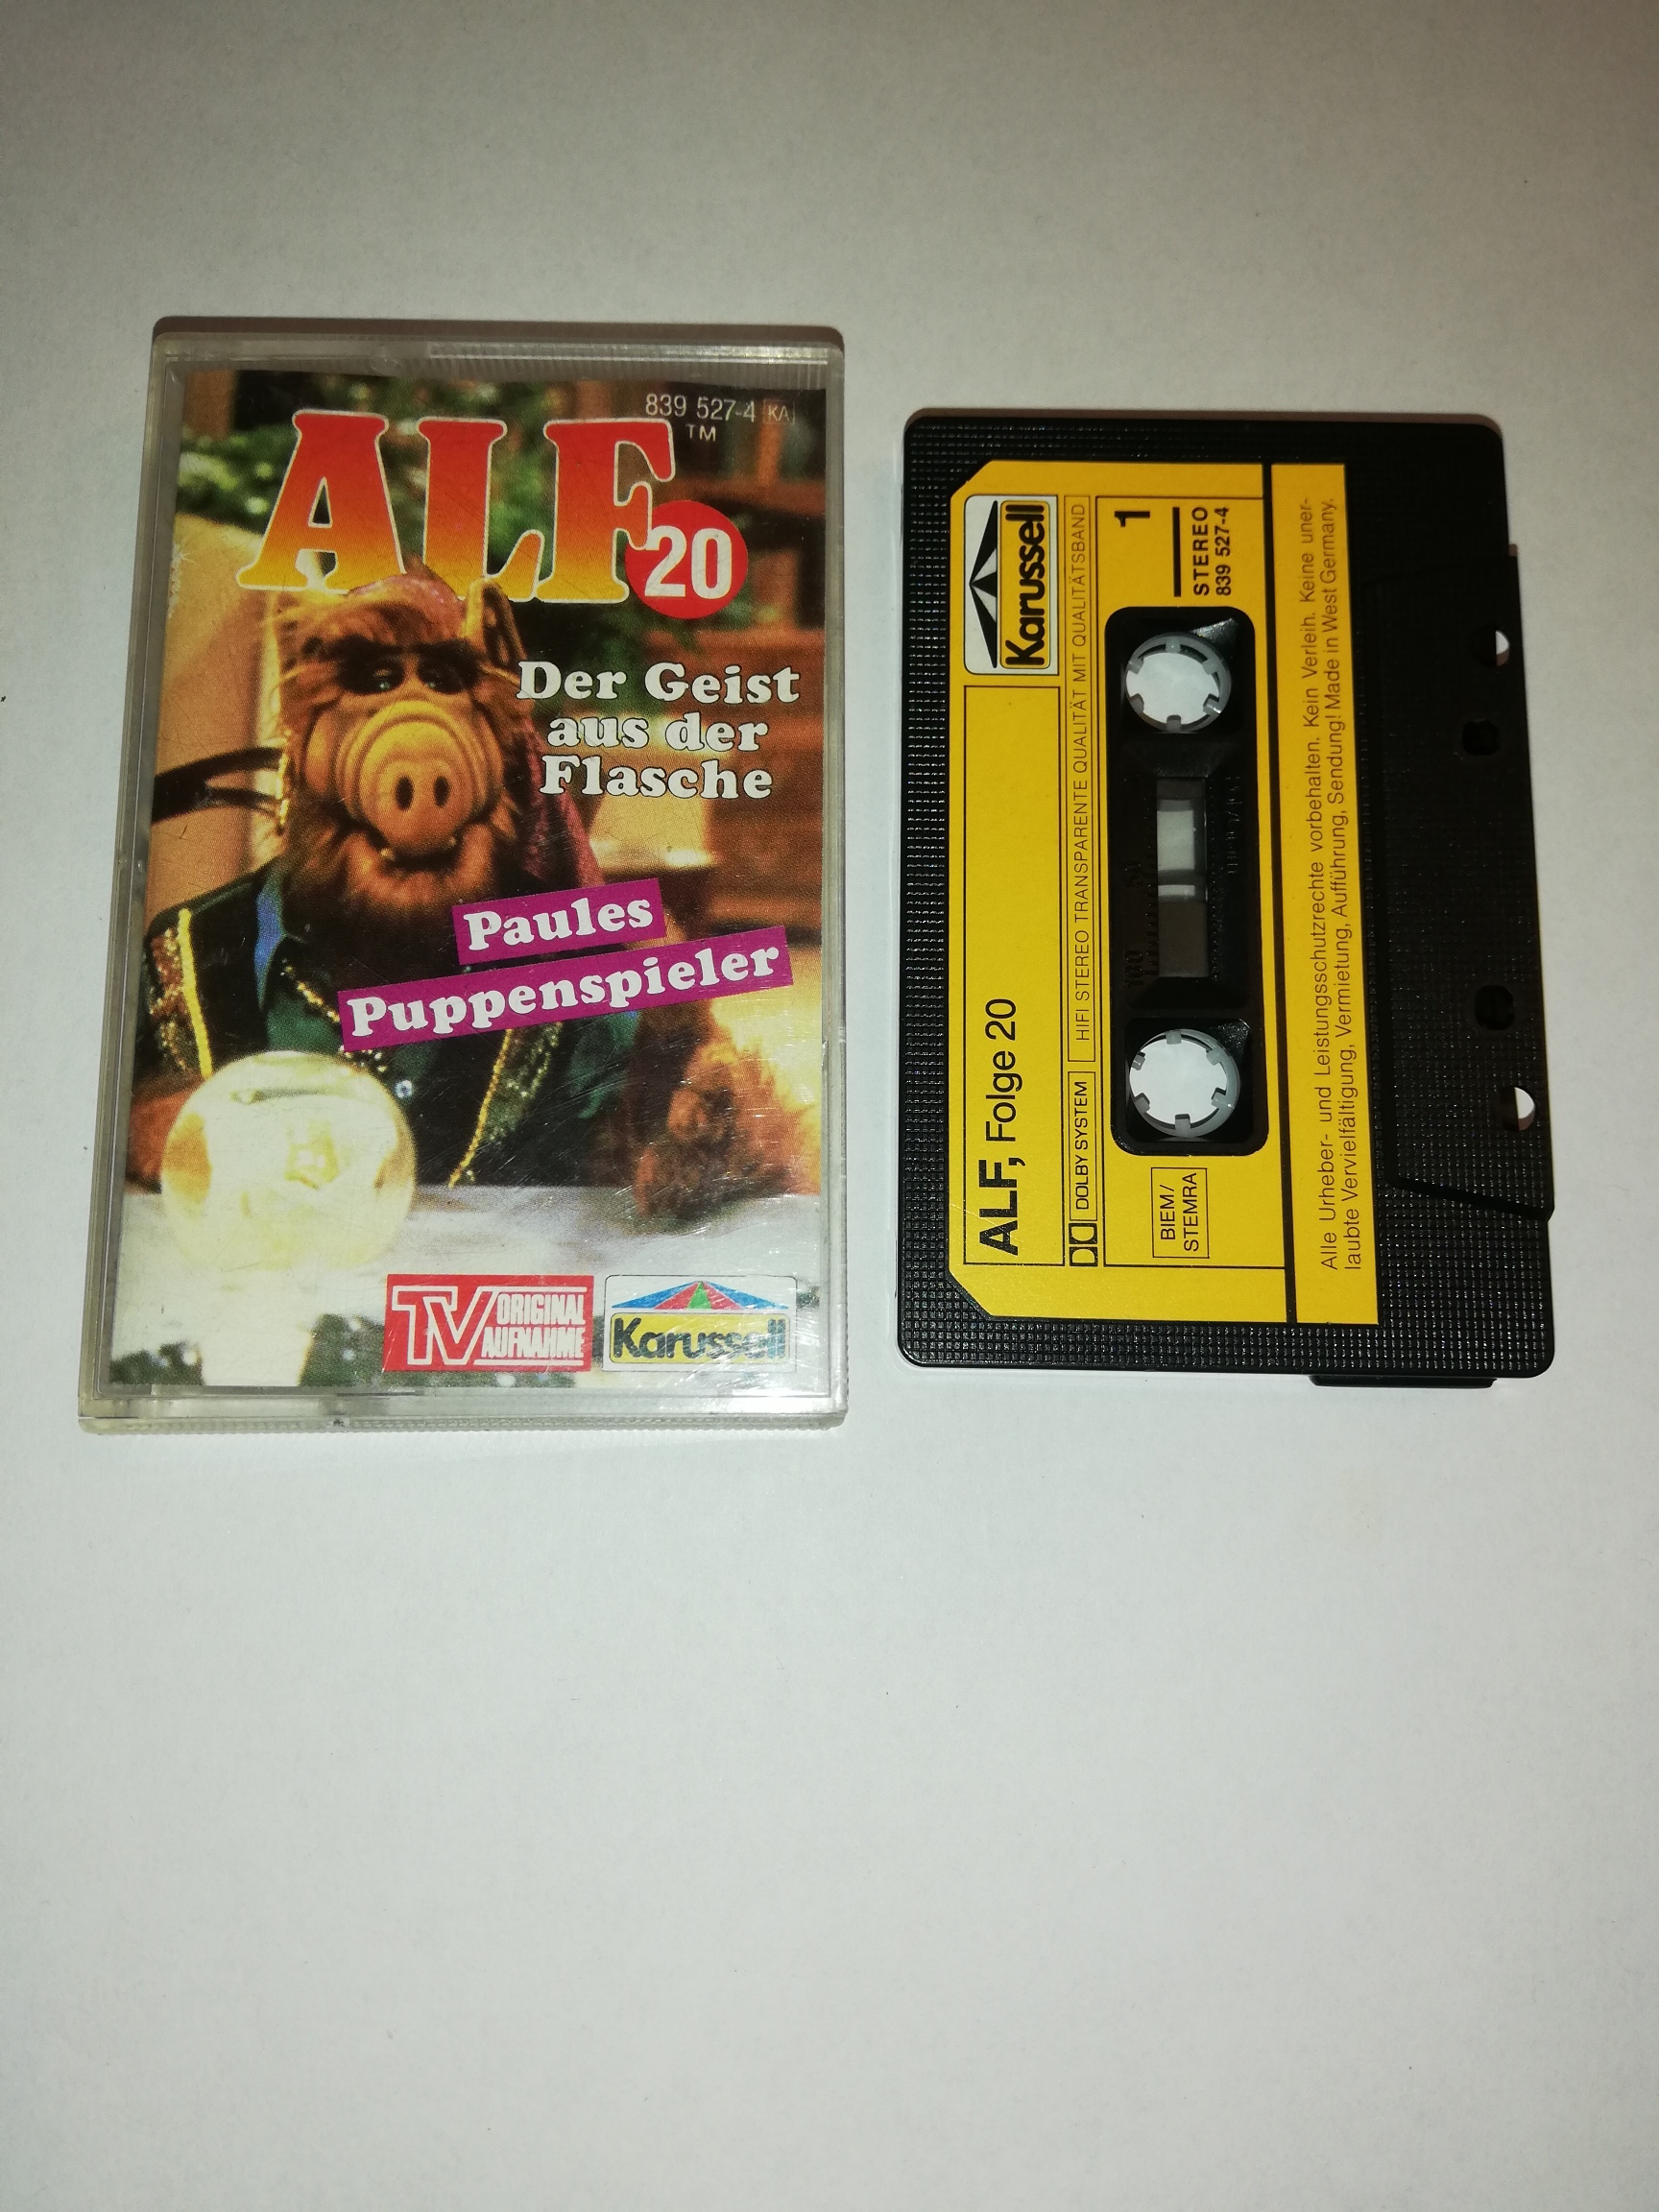 839 527-4 KA
TM
ALF
20
Der Geist
aus der
Flasche
Paules
Puppenspieler
TV ORIGINAL
AUFNAHME
Karussell
Karussell
ALF, Folge 20
DOLBY SYSTEM
HIFI STEREO TRANSPARENTE QUALITÄT MIT QUALITÄTSBAND
BIEM/
STEMRA
1
STEREO
839 527-4
Alle Urheber- und Leistungsschutzrechte vorbehalten. Kein Verleih. Keine uner-
laubte Vervielfältigung, Vermietung, Aufführung, Sendung! Made in West Germany.
100 50